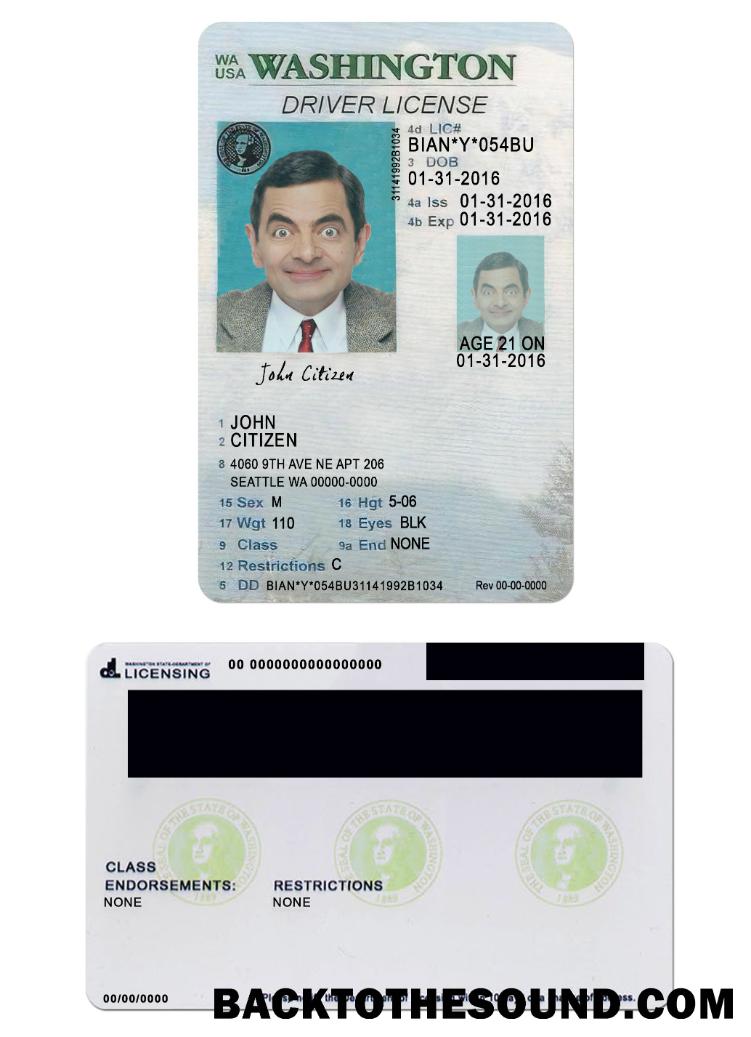 WA
USA
WASHINGTON
DRIVER LICENSE
4d LIC#
BIAN*Y*054BU
3 DOB
01-31-2016
4a Iss 01-31-2016
4b Exp 01-31-2016
31141992B1034
AGE 21 ON
01-31-2016
John Citizen
1 JOHN
2 CITIZEN
8 4060 9TH AVE NE APT 206
SEATTLE WA 00000-0000
15 Sex M 16 Hgt 5-06
17 Wgt 110 18 Eyes BLK
9 Class 9a End NONE
12 Restrictions C
5 DD BIAN*Y*054BU31141992B1034 Rev 00-00-0000
WASHINGTON STATE-DEPARTMENT OF
LICENSING
00 0000000000000000
THE SEAL OF THE STATE OF WASHINGTON
1889
THE SEAL OF THE STATE OF WASHINGTON
1889
THE SEAL OF THE STATE OF WASHINGTON
1889
CLASS
ENDORSEMENTS: RESTRICTIONS
NONE NONE
00/00/0000
BACKTOTHESOUND.COM